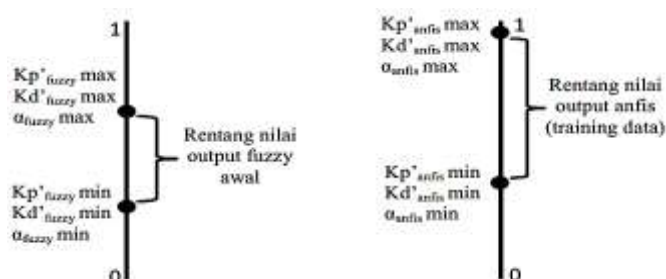 1
Kp'fuzzy max
Kd'fuzzy max
αfuzzy max
Rentang nilai
output fuzzy
awal
Kp'fuzzy min
Kd'fuzzy min
αfuzzy min
0
Kp'anfis max
1
Kd'anfis max
αanfis max
Rentang nilai
output anfis
(training data)
Kp'anfis min
Kd'anfis min
αanfis min
0